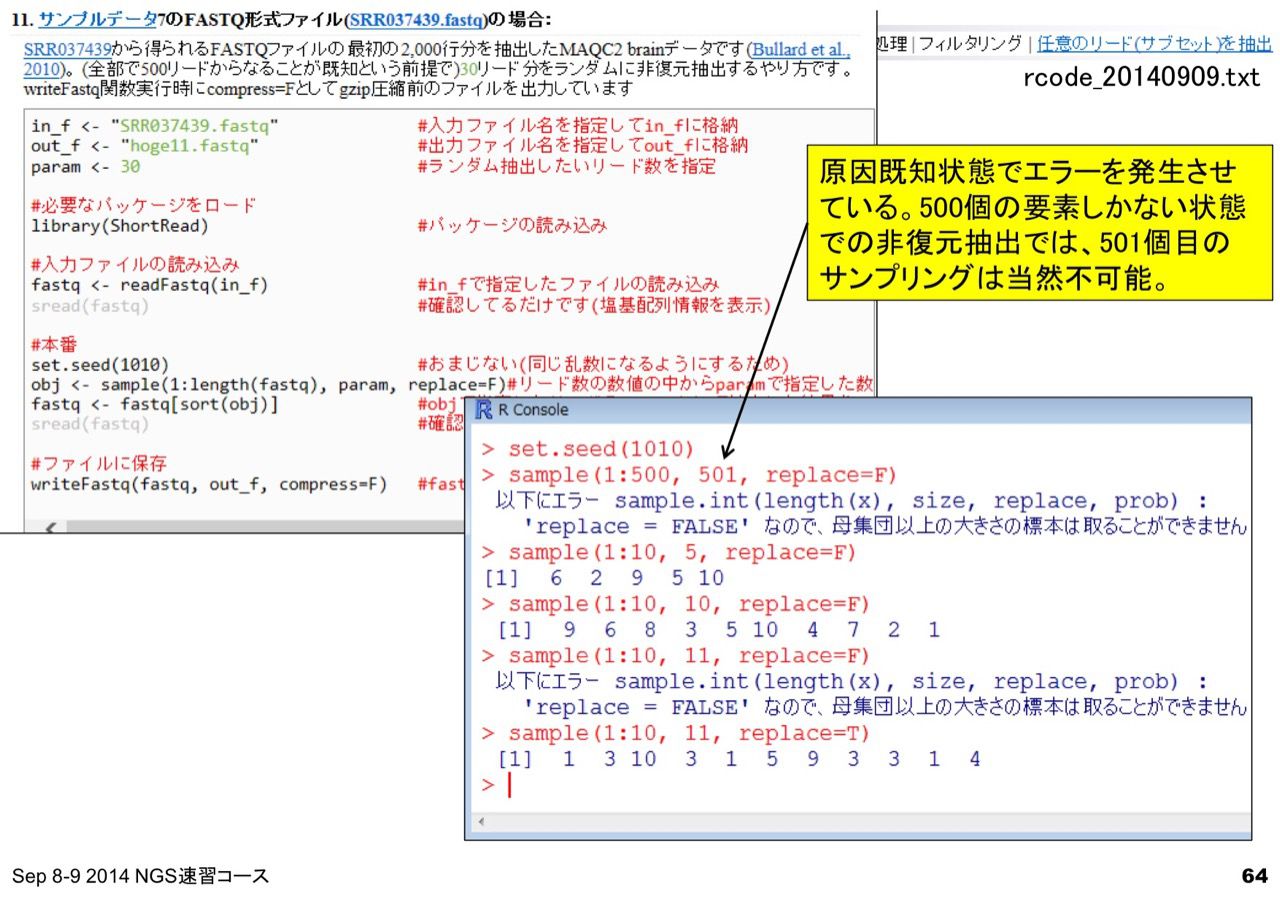 11. サンプルデータ7のFASTQ形式ファイル(SRR037439.fastq)の場合:
SRR037439から得られるFASTQファイルの最初の2,000行分を抽出したMAQC2 brainデータです(Bullard et al.,
2010)。(全部で500リードからなることが既知という前提で)30リード分をランダムに非復元抽出するやり方です。
writeFastq関数実行時にcompress=Fとしてgzip圧縮前のファイルを出力しています
処理 | フィルタリング | 任意のリード(サブセット)を抽出
rcode_20140909.txt
in_f <- "SRR037439.fastq" #入力ファイル名を指定してin_fに格納
out_f <- "hoge11.fastq" #出力ファイル名を指定してout_fに格納
param <- 30 #ランダム抽出したいリード数を指定
#必要なパッケージをロード
library(ShortRead) #パッケージの読み込み
#入力ファイルの読み込み
fastq <- readFastq(in_f) #in_fで指定したファイルの読み込み
sread(fastq) #確認してるだけです(塩基配列情報を表示)
#本番
set.seed(1010) #おまじない(同じ乱数になるようにするため)
obj <- sample(1:length(fastq), param, replace=F)#リード数の数値の中からparamで指定した数
fastq <- fastq[sort(obj)] #obj
sread(fastq) #確認
#ファイルに保存
writeFastq(fastq, out_f, compress=F) #fast
原因既知状態でエラーを発生させ
ている。500個の要素しかない状態
での非復元抽出では、501個目の
サンプリングは当然不可能。
R Console
> set.seed(1010)
> sample(1:500, 501, replace=F)
以下にエラー sample.int(length(x), size, replace, prob) :
'replace = FALSE' なので、母集団以上の大きさの標本は取ることができません
> sample(1:10, 5, replace=F)
[1] 6 2 9 5 10
> sample(1:10, 10, replace=F)
[1] 9 6 8 3 5 10 4 7 2 1
> sample(1:10, 11, replace=F)
以下にエラー sample.int(length(x), size, replace, prob) :
'replace = FALSE' なので、母集団以上の大きさの標本は取ることができません
> sample(1:10, 11, replace=T)
[1] 1 3 10 3 1 5 9 3 3 1 4
>
Sep 8-9 2014 NGS速習コース
64